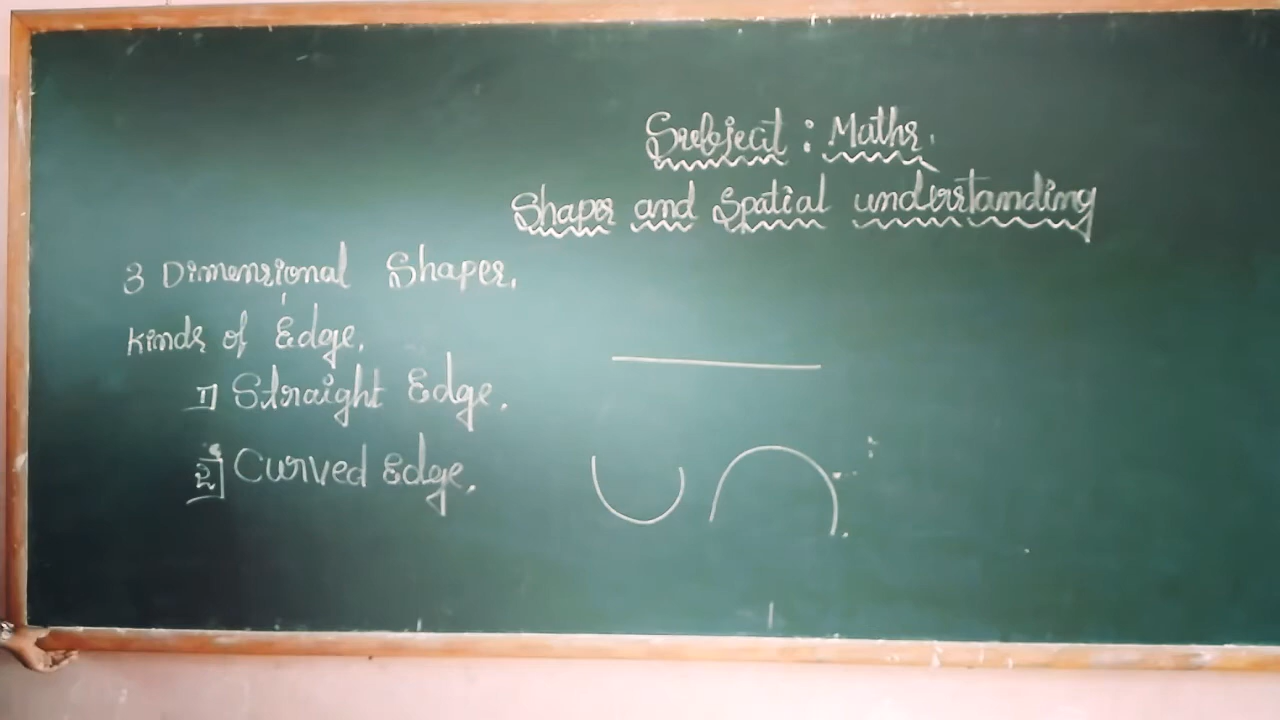 Subject : Maths.
Shapes and Spatial understanding
3 Dimensional Shapes.
Kinds of Edge.
1] Straight Edge.
2] Curved Edge.